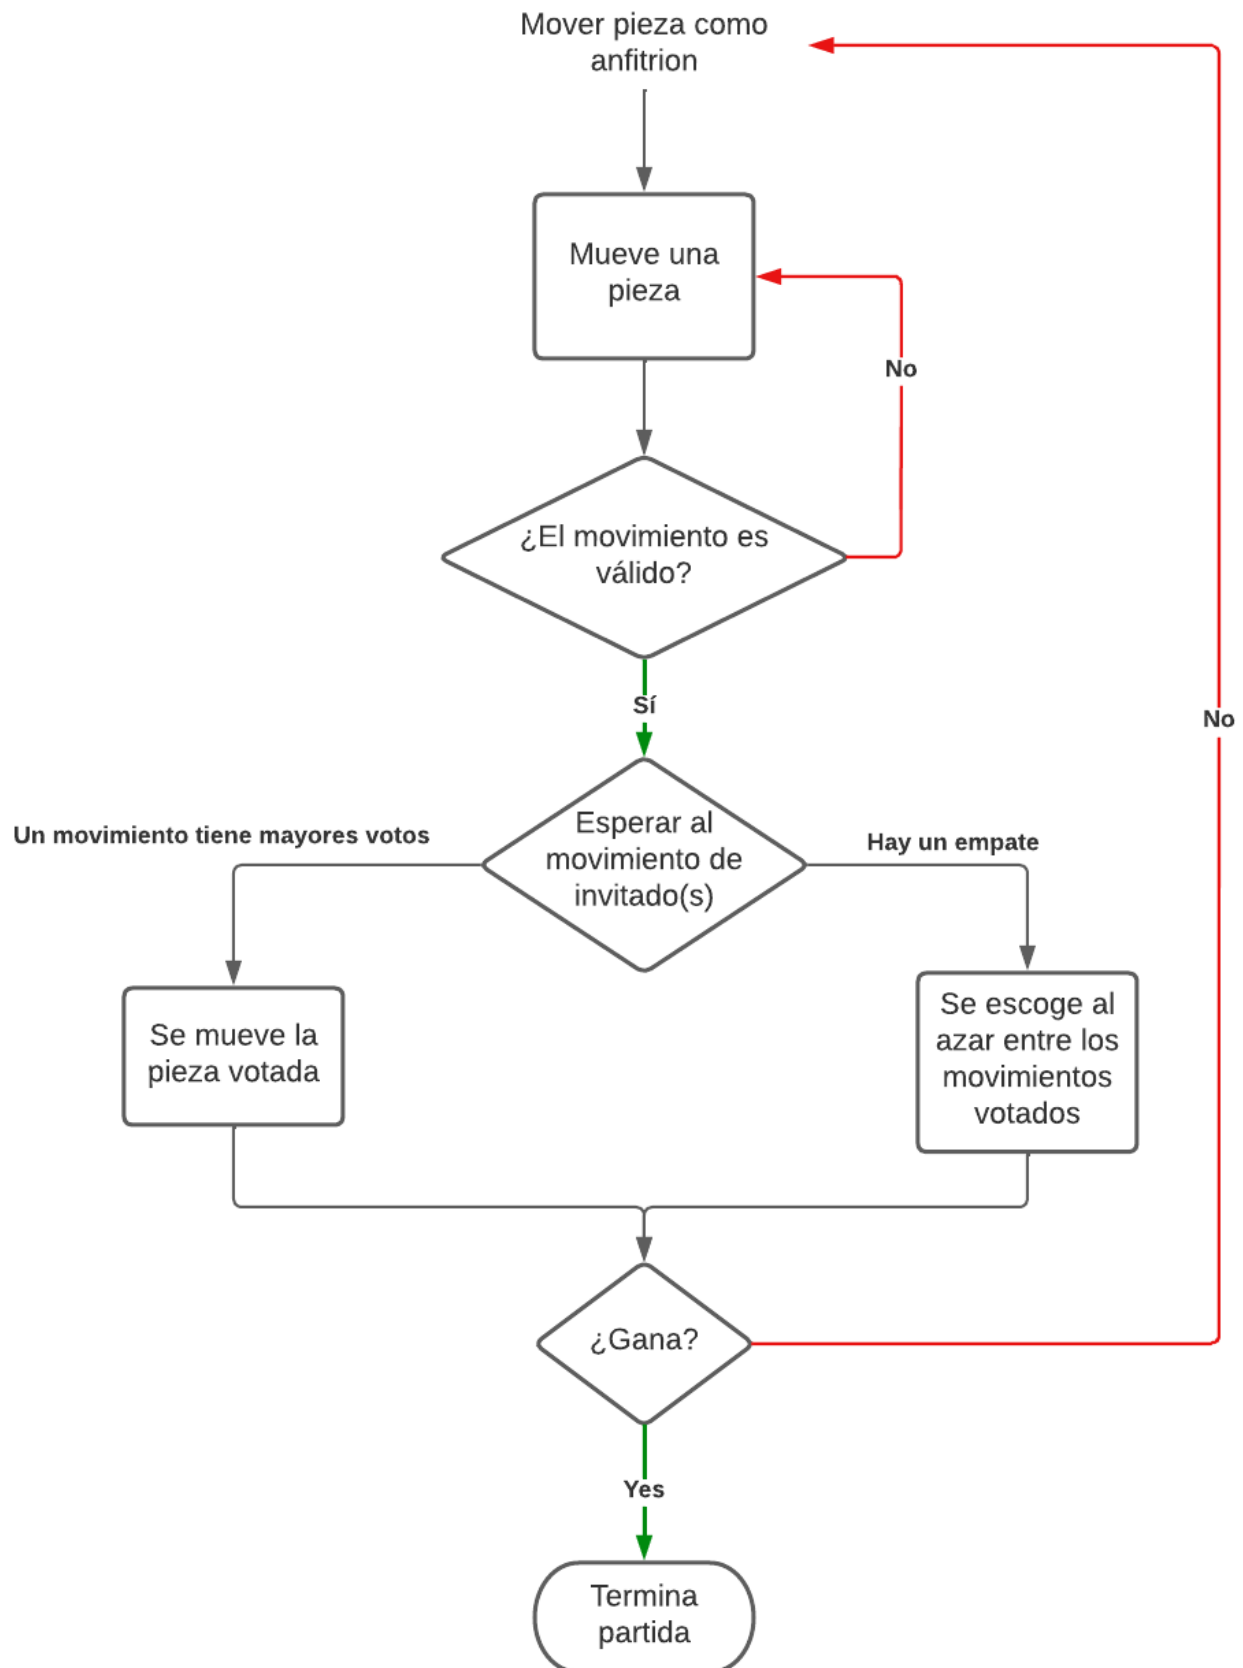 Mover pieza como
anfitrion
Mueve una
pieza
No
¿El movimiento es
válido?
Sí
No
Un movimiento tiene mayores votos
Esperar al
movimiento de
invitado(s)
Hay un empate
Se mueve la
pieza votada
Se escoge al
azar entre los
movimientos
votados
¿Gana?
Yes
Termina
partida